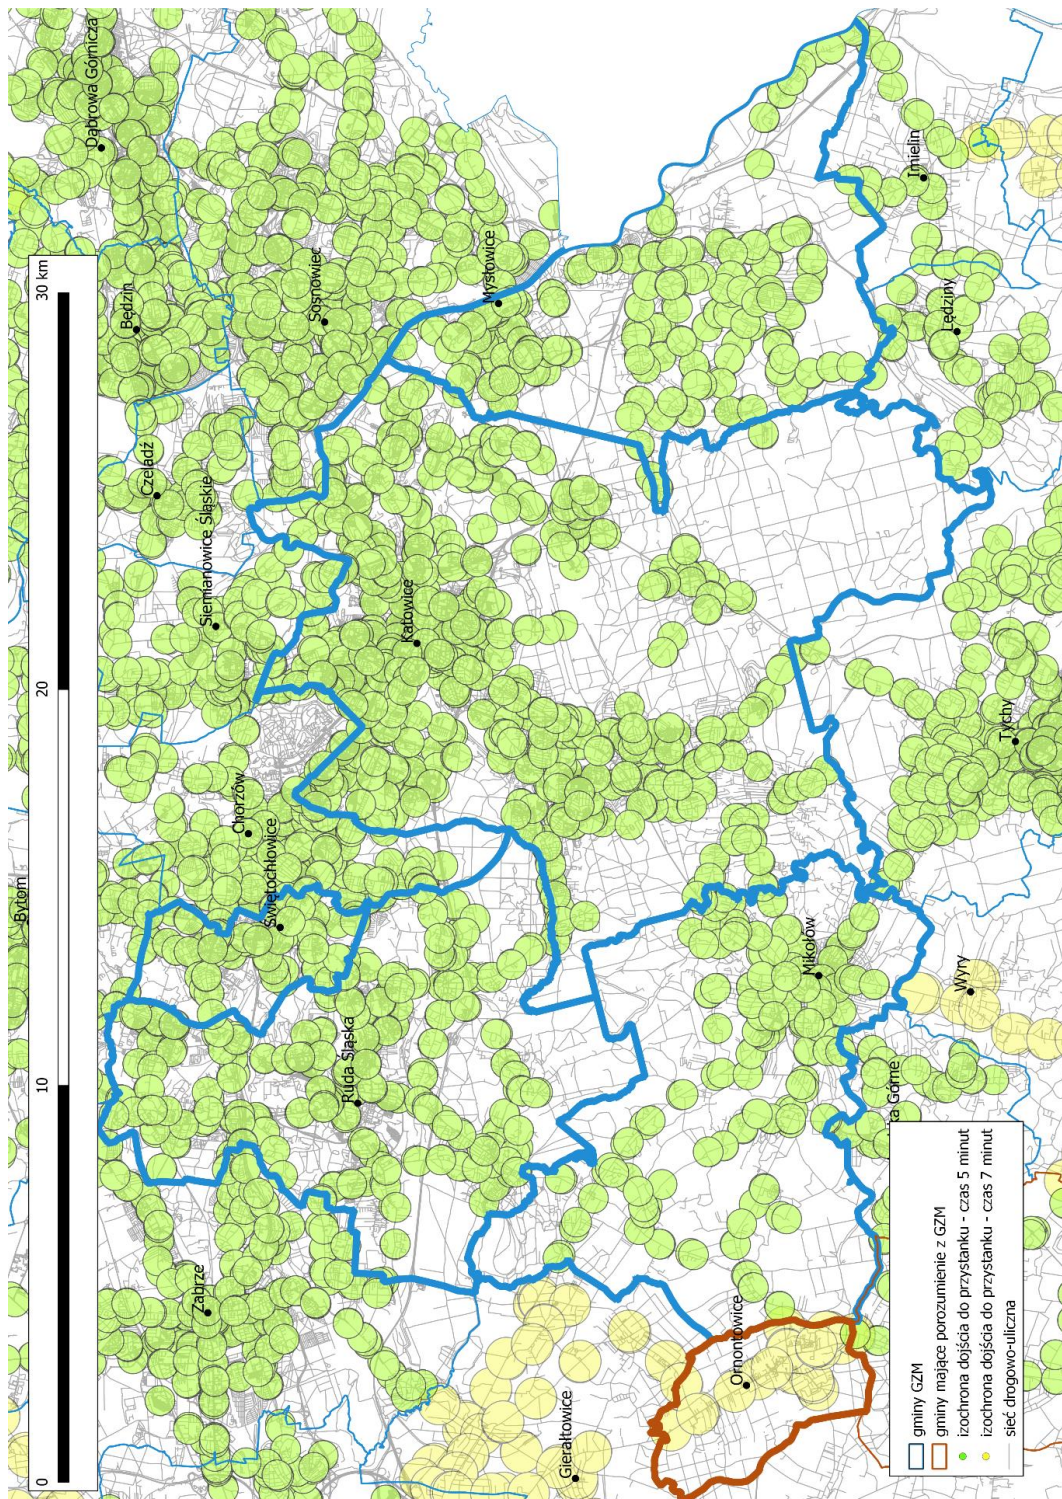 Dąbrowa Górnicza
Będzin
Sosnowiec
Mysłowice
Imielin
Lędziny
Czeladź
Siemianowice Śląskie
Katowice
Tychy
Chorzów
Świętochłowice
Bytom
Mikołów
Wyry
Ruda Śląska
ka Górne
Zabrze
Ornontowice
Gierałtowice
0 10 20 30 km
gminy GZM
gminy mające porozumienie z GZM
izochrona dojścia do przystanku - czas 5 minut
izochrona dojścia do przystanku - czas 7 minut
sieć drogowo-uliczna